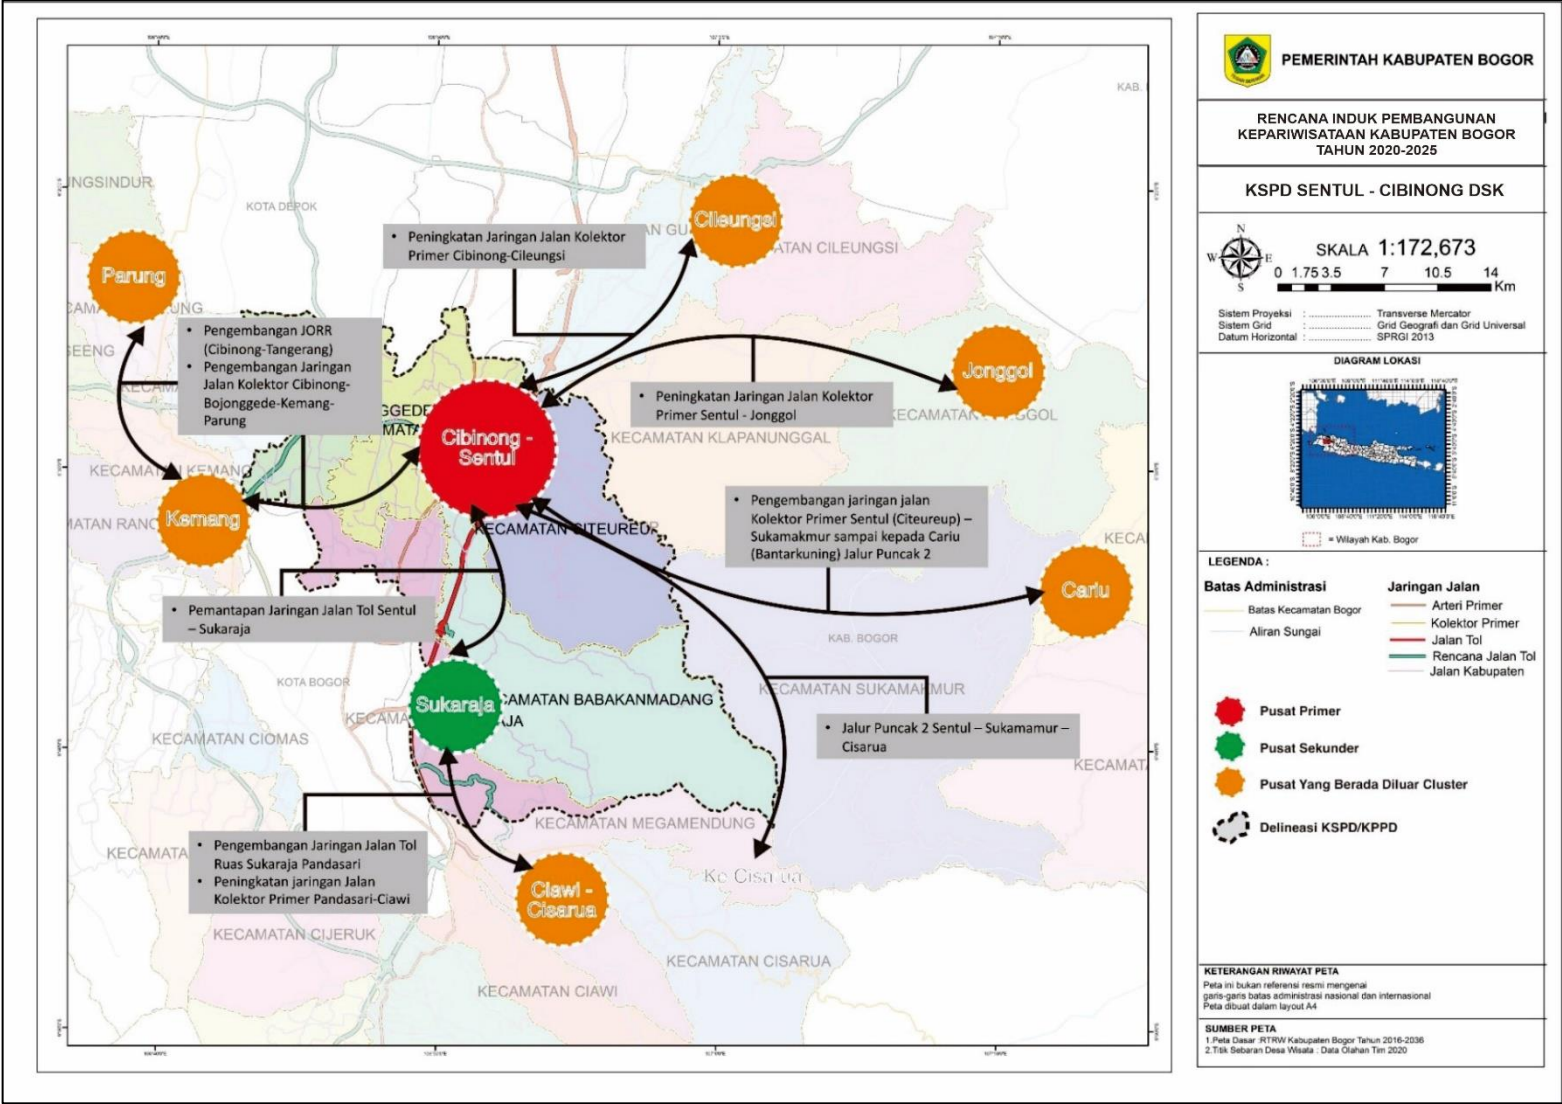 KAB.
NGSINDUR
KOTA DEPOK
Cileungsi
Peningkatan Jaringan Jalan Kolektor
Primer Cibinong-Cileungsi
AN GU
ATAN CILEUNGSI
Parung
Pengembangan JORR
(Cibinong-Tangerang)
Pengembangan Jaringan
Jalan Kolektor Cibinong-
Bojonggede-Kemang-
Parung
SEENG
Jonggol
Peningkatan Jaringan Jalan Kolektor
Primer Sentul - Jonggol
KECAMATAN KLAPANUNGGAL
Cibinong -
Sentul
KECAMATAN KEMANG
Kemang
KECAMATAN CITEUREUP
Pengembangan jaringan jalan
Kolektor Primer Sentul (Citeureup) –
Sukamakmur sampai kepada Cariu
(Bantarkuning) Jalur Puncak 2
KECA
Cariu
Pemantapan Jaringan Jalan Tol Sentul
– Sukaraja
KAB. BOGOR
KOTA BOGOR
KECAMATAN SUKAMAKMUR
Sukaraja
CAMATAN BABAKANMADANG
AJA
KECAMATAN CIOMAS
Jalur Puncak 2 Sentul – Sukamamur –
Cisarua
KECAMATA
KECAMATAN MEGAMENDUNG
Pengembangan Jaringan Jalan Tol
Ruas Sukaraja Pandasari
Peningkatan jaringan Jalan
Kolektor Primer Pandasari-Ciawi
KECAMATA
Ke Cisarua
Ciawi -
Cisarua
KECAMATAN CIJERUK
KECAMATAN CISARUA
KECAMATAN CIAWI
PEMERINTAH KABUPATEN BOGOR
RENCANA INDUK PEMBANGUNAN
KEPARIWISATAAN KABUPATEN BOGOR
TAHUN 2020-2025
KSPD SENTUL - CIBINONG DSK
N
W E
S
SKALA 1:172,673
0 1.75 3.5 7 10.5 14
Km
Sistem Proyeksi : ........................ Transverse Mercator
Sistem Grid : ........................ Grid Geografi dan Grid Universal
Datum Horizontal : ........................ SPRGI 2013
DIAGRAM LOKASI
= Wilayah Kab. Bogor
LEGENDA :
Batas Administrasi
Batas Kecamatan Bogor
Aliran Sungai
Jaringan Jalan
Arteri Primer
Kolektor Primer
Jalan Tol
Rencana Jalan Tol
Jalan Kabupaten
Pusat Primer
Pusat Sekunder
Pusat Yang Berada Diluar Cluster
Delineasi KSPD/KPPD
KETERANGAN RIWAYAT PETA
Peta ini bukan referensi resmi mengenai
garis-garis batas administrasi nasional dan internasional
Peta dibuat dalam layout A4
SUMBER PETA
1.Peta Dasar :RTRW Kabupaten Bogor Tahun 2016-2036
2.Titik Sebaran Desa Wisata : Data Olahan Tim 2020